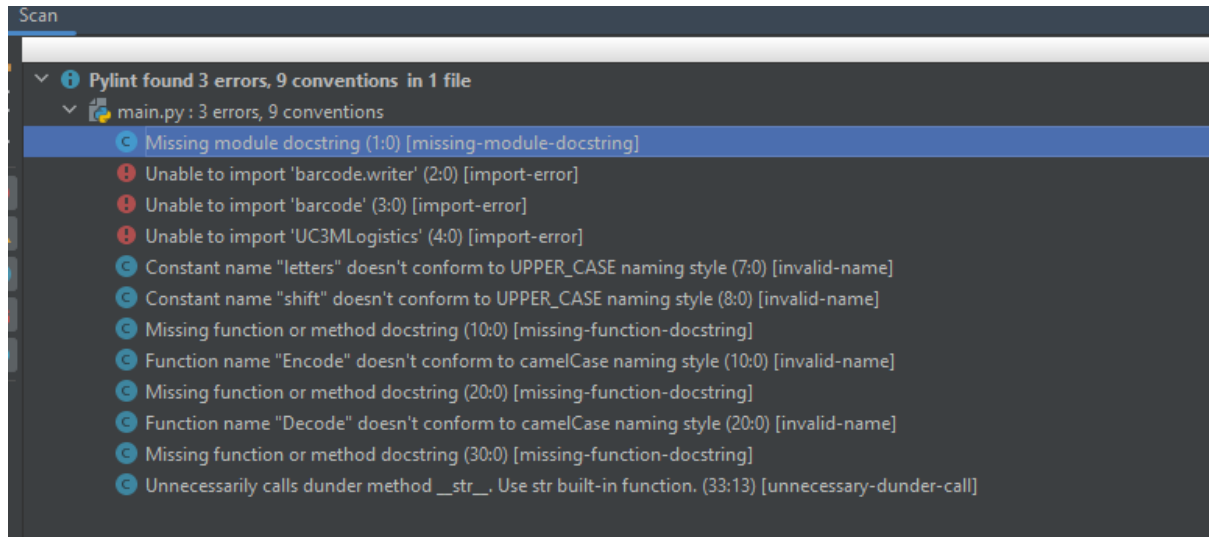 Scan
Pylint found 3 errors, 9 conventions in 1 file
main.py : 3 errors, 9 conventions
Missing module docstring (1:0) [missing-module-docstring]
Unable to import 'barcode.writer' (2:0) [import-error]
Unable to import 'barcode' (3:0) [import-error]
Unable to import 'UC3MLogistics' (4:0) [import-error]
Constant name "letters" doesn't conform to UPPER_CASE naming style (7:0) [invalid-name]
Constant name "shift" doesn't conform to UPPER_CASE naming style (8:0) [invalid-name]
Missing function or method docstring (10:0) [missing-function-docstring]
Function name "Encode" doesn't conform to camelCase naming style (10:0) [invalid-name]
Missing function or method docstring (20:0) [missing-function-docstring]
Function name "Decode" doesn't conform to camelCase naming style (20:0) [invalid-name]
Missing function or method docstring (30:0) [missing-function-docstring]
Unnecessarily calls dunder method __str__. Use str built-in function. (33:13) [unnecessary-dunder-call]